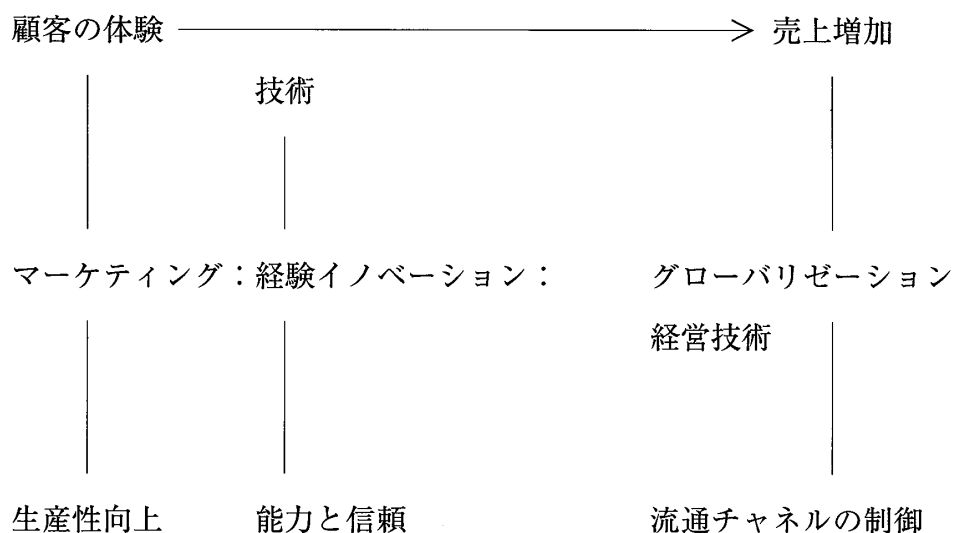 顧客の体験 売上増加
技術
マーケティング：経験イノベーション： グローバリゼーション
経営技術
生産性向上 能力と信頼 流通チャネルの制御